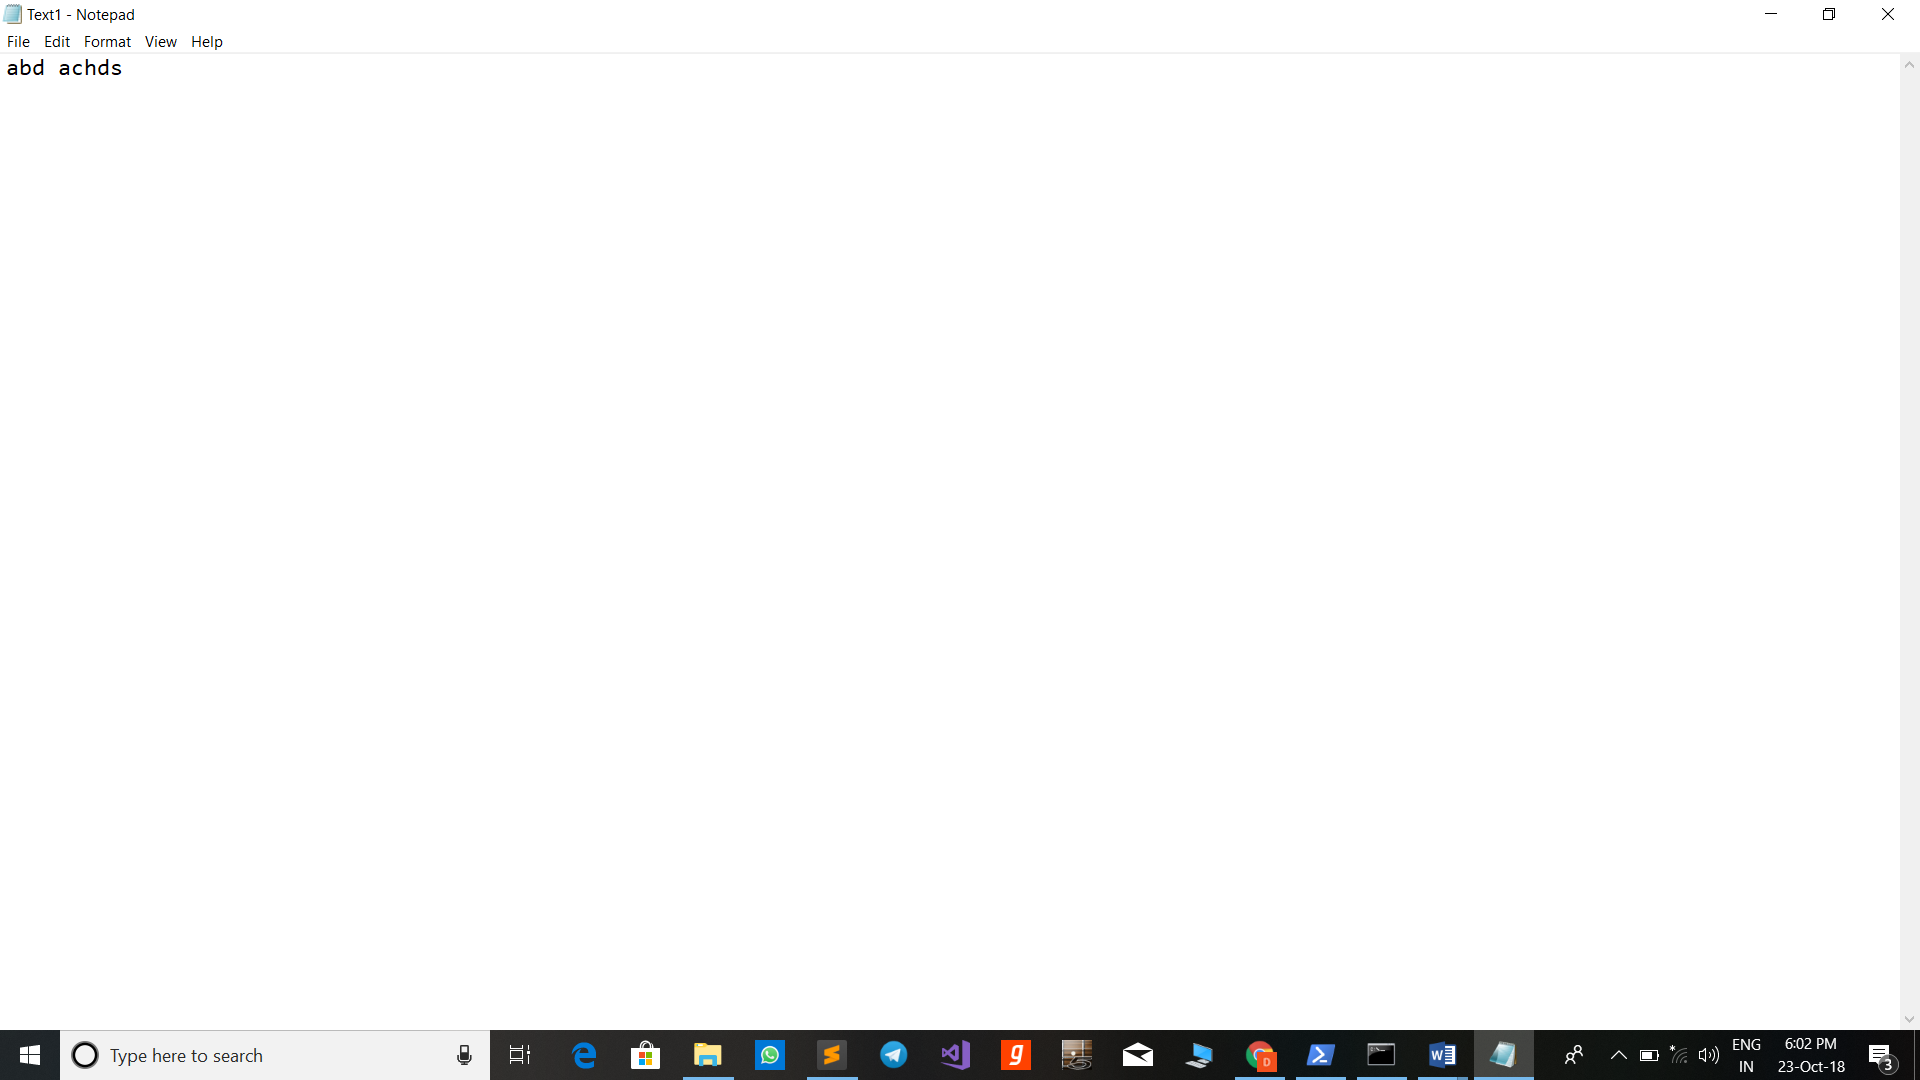 Text1 - Notepad
File Edit Format View Help
abd achds
Type here to search
ENG 6:02 PM
IN 23-Oct-18 3